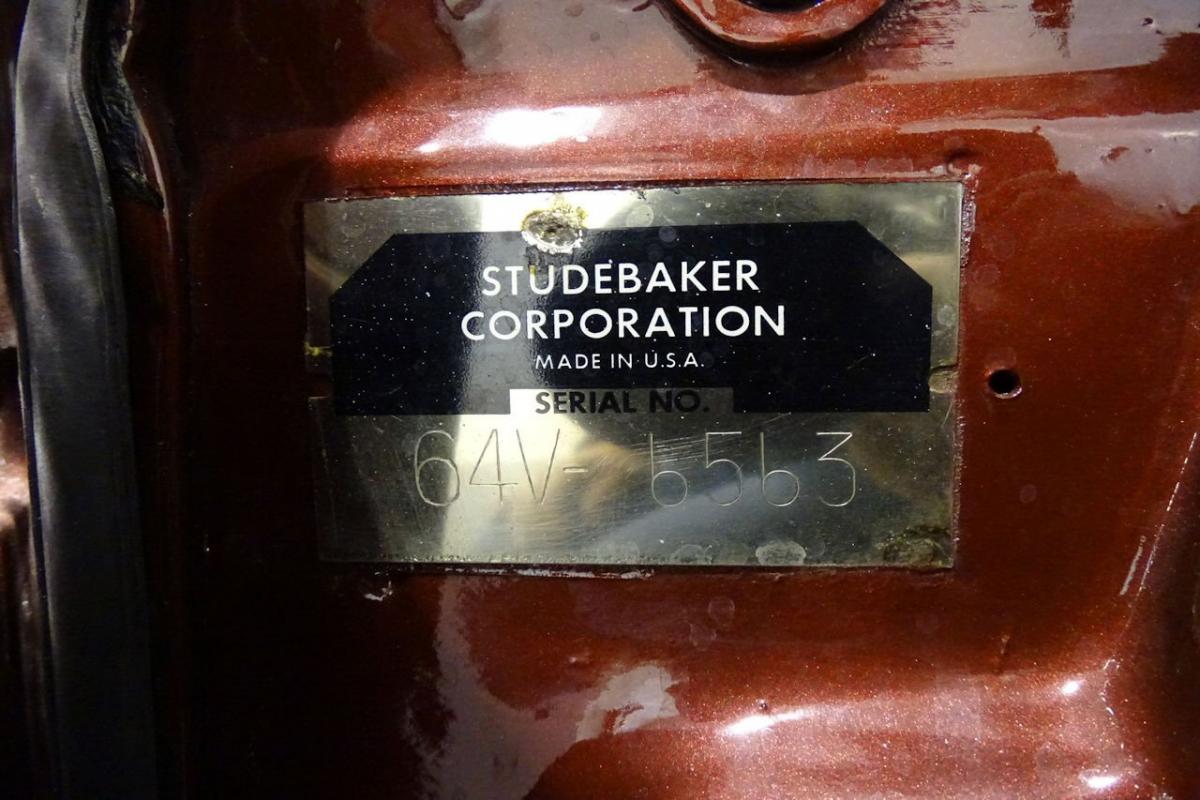 STUDEBAKER
CORPORATION
MADE IN U.S.A.
SERIAL NO.
64V- 6563